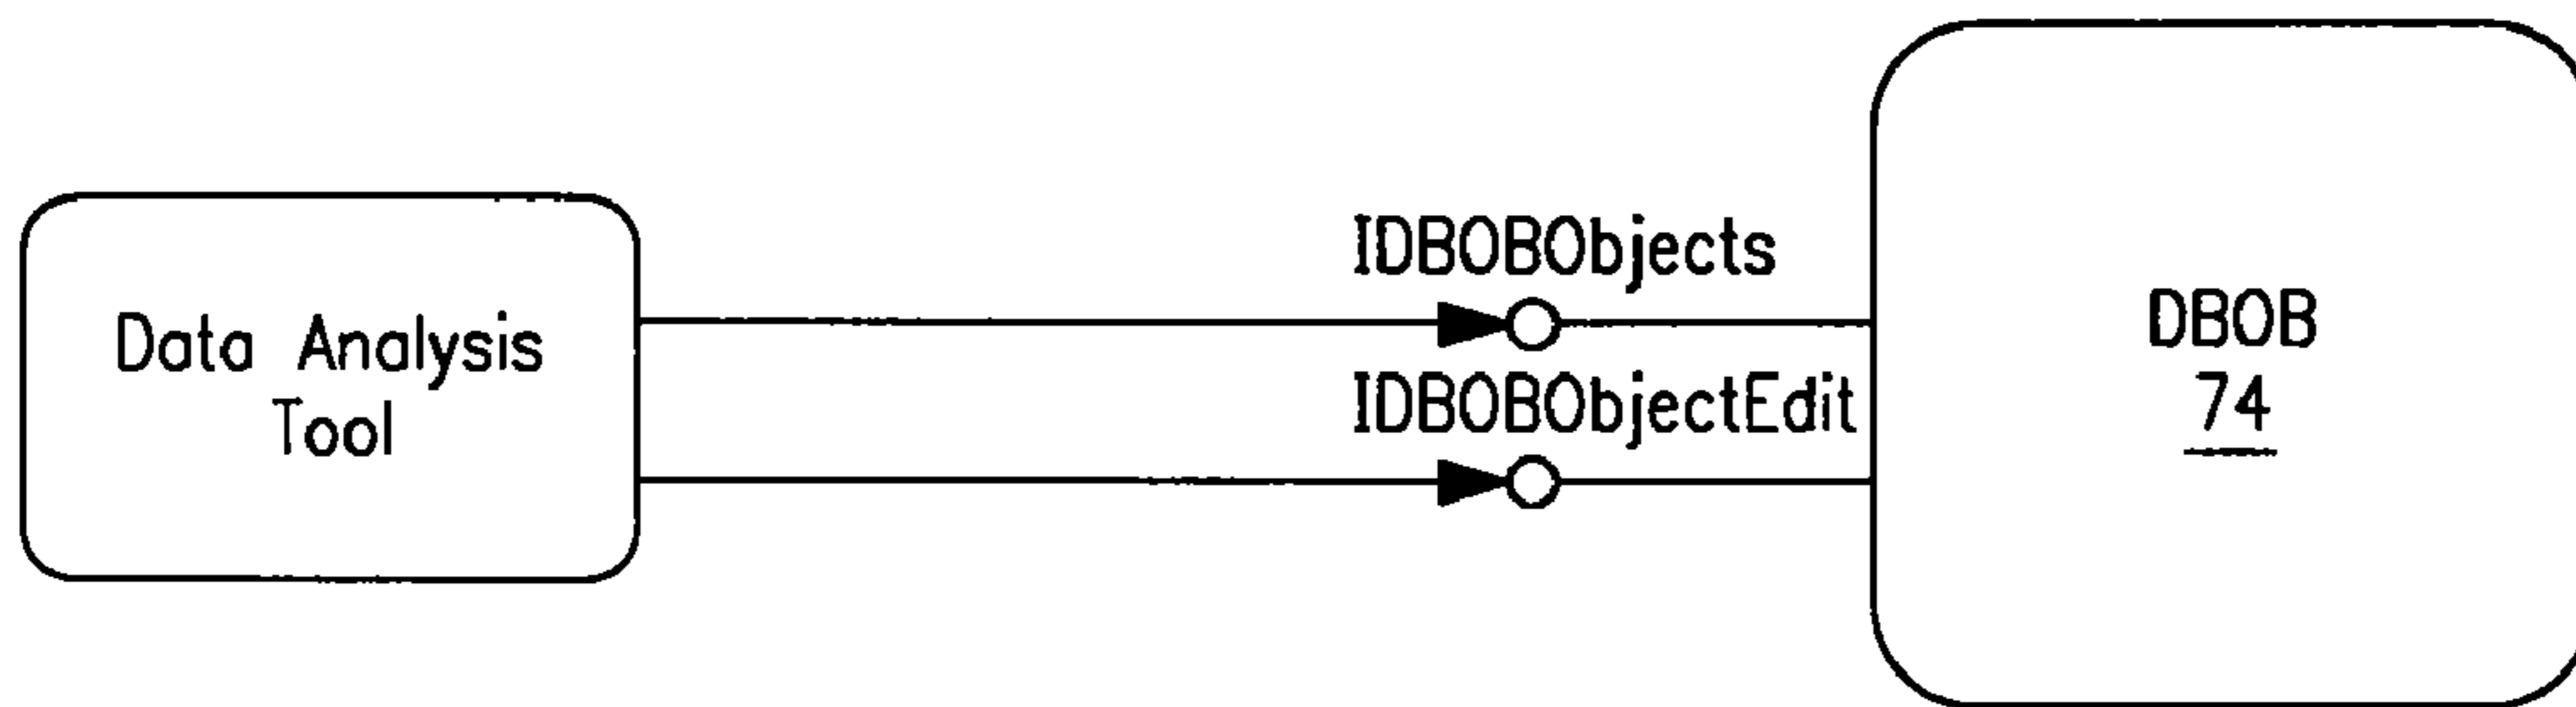 IDBOBObjects
Data Analysis
Tool
IDBOBObjectEdit
DBOB
74